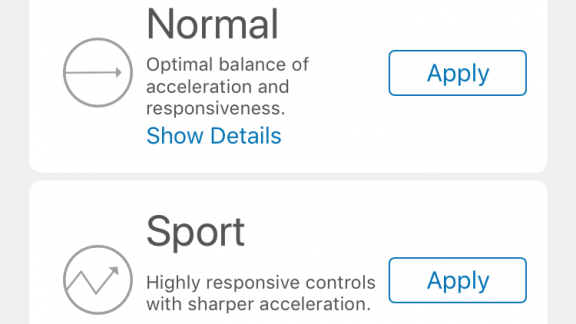 Normal
Optimal balance of
acceleration and
responsiveness.
Show Details
Apply
Sport
Highly responsive controls
with sharper acceleration.
Apply